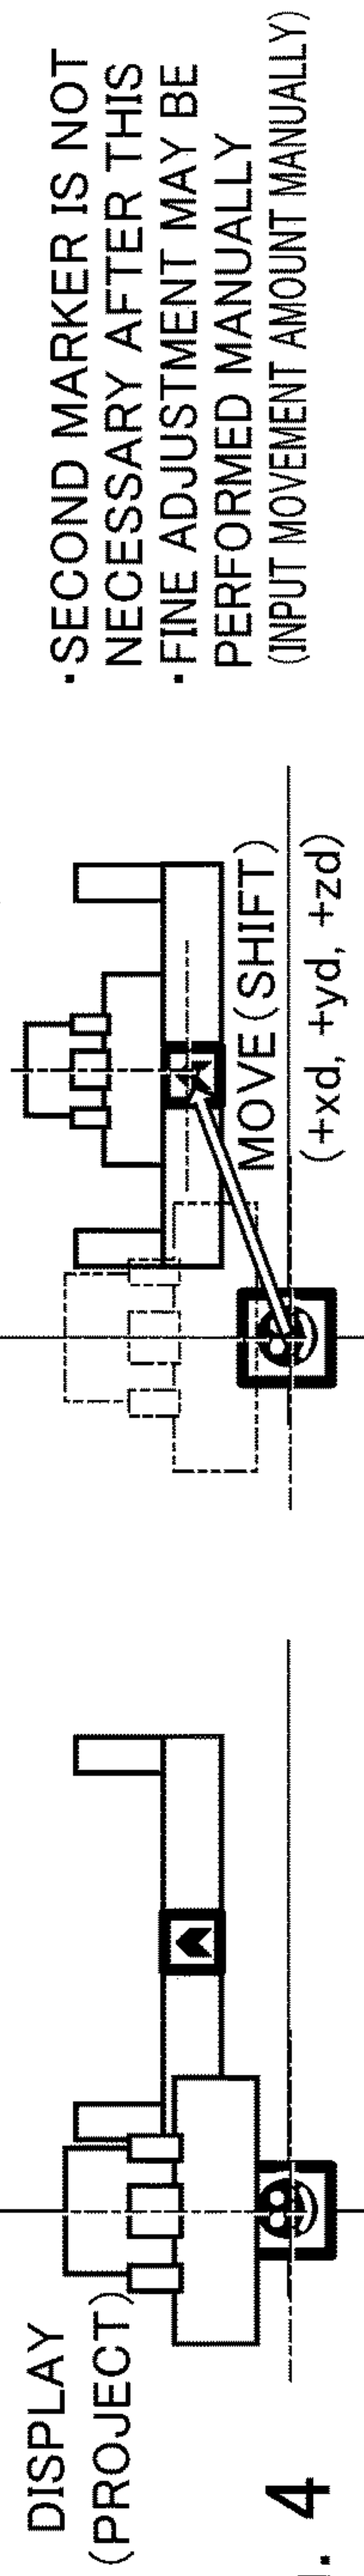 DISPLAY
(PROJECT)
MOVE(SHIFT)
(+xd, +yd, +zd)
・SECOND MARKER IS NOT
NECESSARY AFTER THIS
・FINE ADJUSTMENT MAY BE
PERFORMED MANUALLY
(INPUT MOVEMENT AMOUNT MANUALLY)
. 4